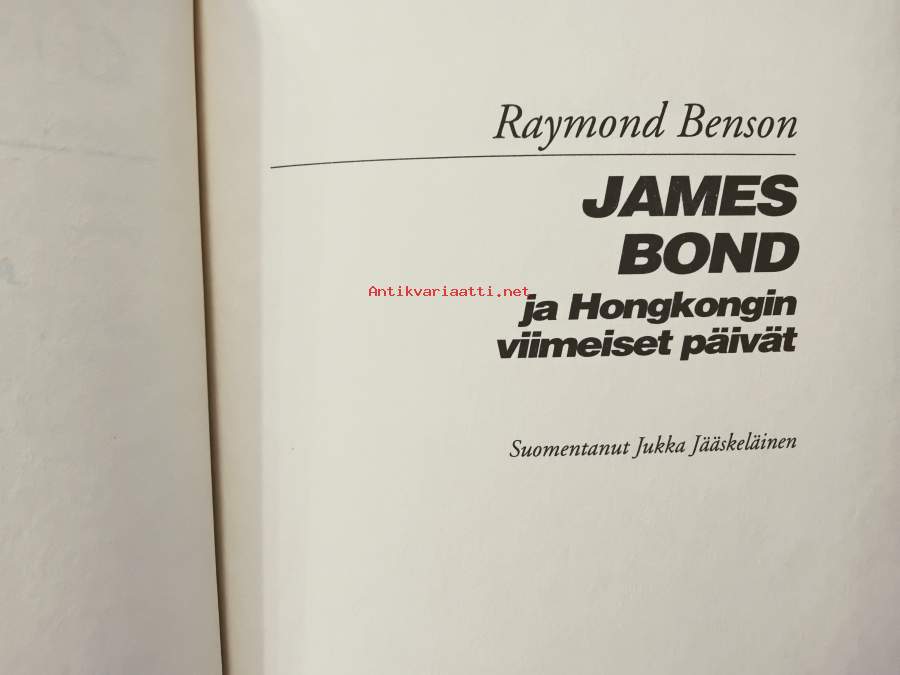 Raymond Benson
JAMES
BOND
Antikvariaatti.net
ja Hongkongin
viimeiset päivät
Suomentanut Jukka Jääskeläinen